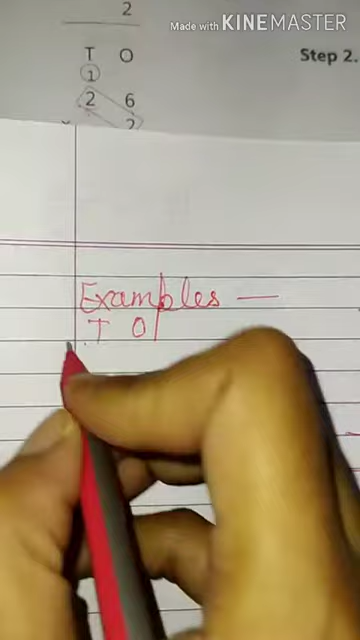 2
Made with KINEMASTER
T O
Step 2.
1
2 6
× 2
Examples —
T O